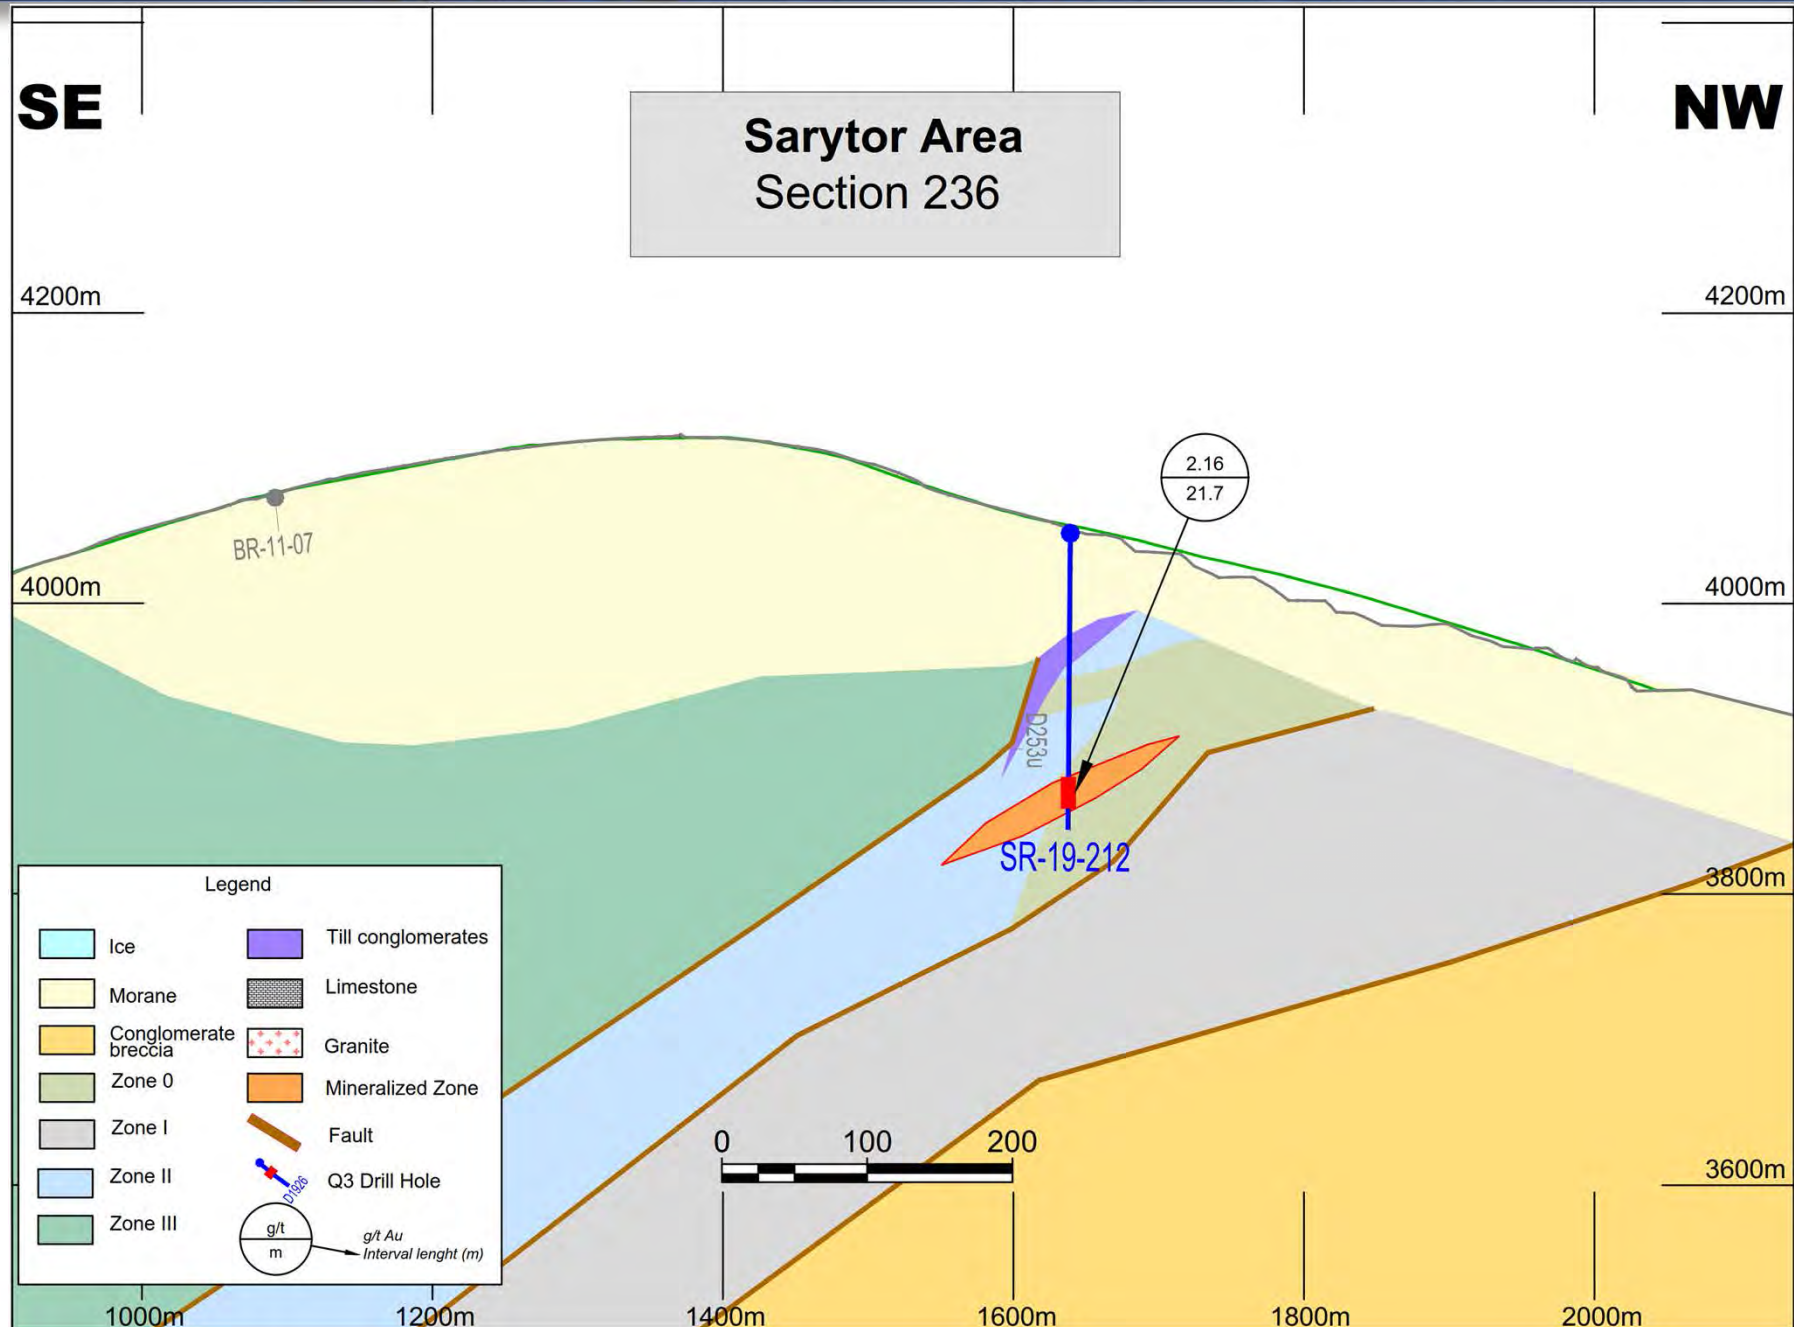 SE
NW
Sarytor Area
Section 236
4200m
4200m
2.16
21.7
BR-11-07
4000m
4000m
D253u
SR-19-212
3800m
Legend
Ice
Morane
Conglomerate
breccia
Zone 0
Zone I
Zone II
Zone III
Till conglomerates
Limestone
Granite
Mineralized Zone
Fault
D1926
Q3 Drill Hole
g/t
m
g/t Au
Interval lenght (m)
0 100 200
3600m
1000m 1200m 1400m 1600m 1800m 2000m